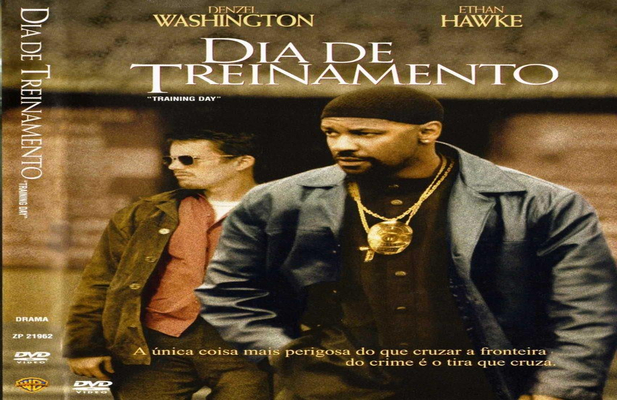 DIA DE TREINAMENTO
"TRAINING DAY"
DRAMA
ZP 21962
DVD
VIDEO
DENZEL
WASHINGTON
ETHAN
HAWKE
DIA DE
TREINAMENTO
"TRAINING DAY"
A única coisa mais perigosa do que cruzar a fronteira
do crime é o tira que cruza.
DVD
VIDEO